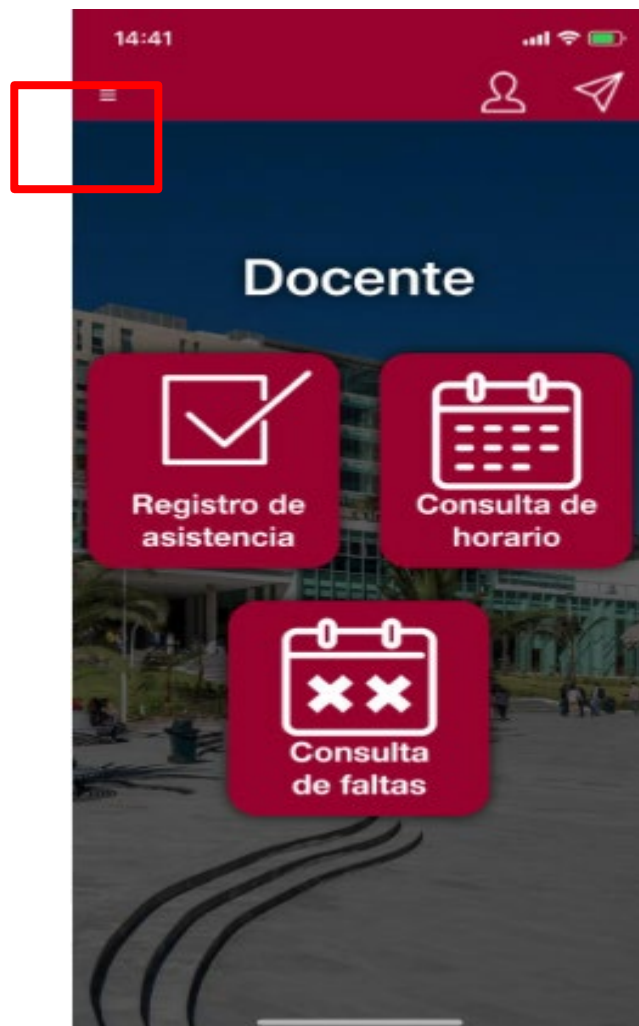 14:41
Docente
Registro de
asistencia
Consulta de
horario
Consulta
de faltas